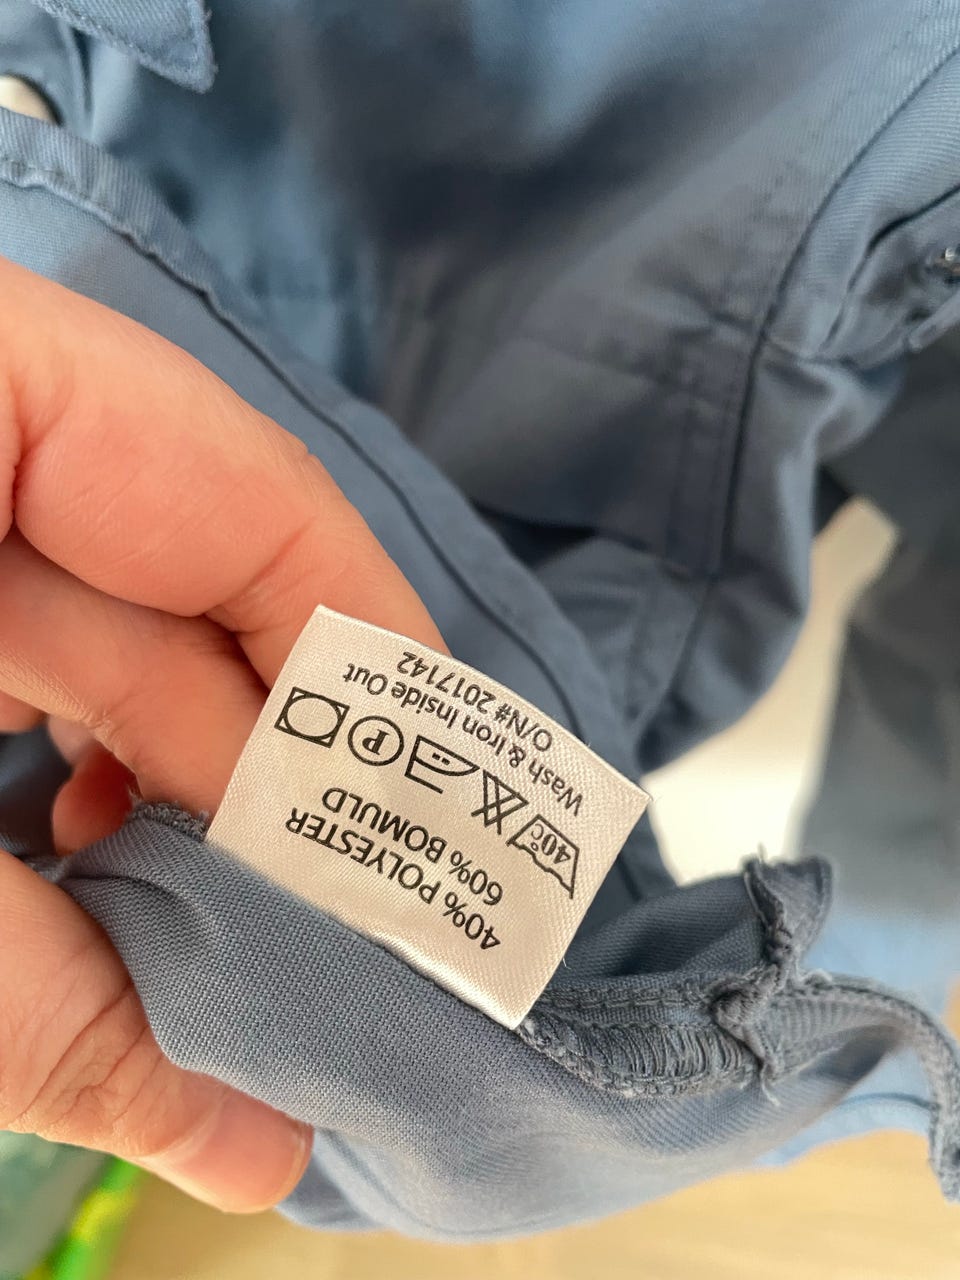 40% POLYESTER
60% BOMULD
40°C P
Wash & Iron Inside Out
O/N# 2017142